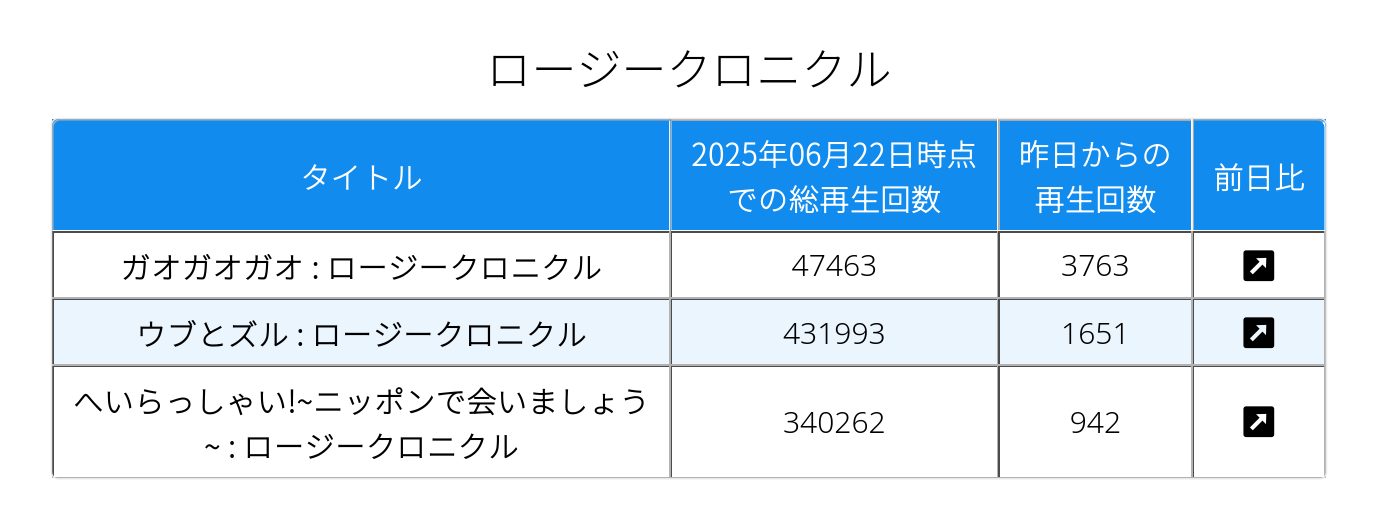 ロージークロニクル
タイトル
2025年06月22日時点
での総再生回数
昨日からの
再生回数
前日比
ガオガオガオ : ロージークロニクル
47463
3763
ウブとズル : ロージークロニクル
431993
1651
へいらっしゃい!~ニッポンで会いましょう
~ : ロージークロニクル
340262
942